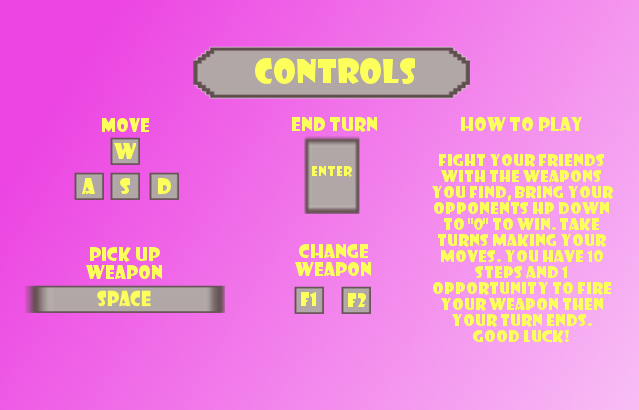 CONTROLS
MOVE
W
A S D
PICK UP
WEAPON
SPACE
END TURN
ENTER
CHANGE
WEAPON
F1 F2
HOW TO PLAY
FIGHT YOUR FRIENDS
WITH THE WEAPONS
YOU FIND, BRING YOUR
OPPONENTS HP DOWN
TO "0" TO WIN. TAKE
TURNS MAKING YOUR
MOVES. YOU HAVE 10
STEPS AND 1
OPPORTUNITY TO FIRE
YOUR WEAPON THEN
YOUR TURN ENDS.
GOOD LUCK!